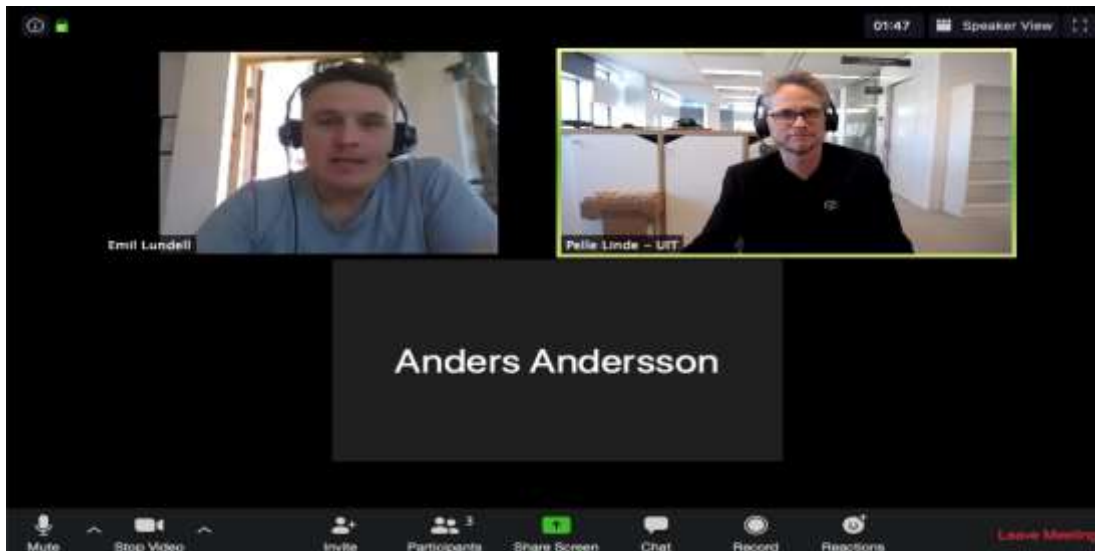 01:47
Speaker View
Emil Lundell
Pelle Linde – UIT
Anders Andersson
3
Mute
Stop Video
Invite
Participants
Share Screen
Chat
Record
Reactions
Leave Meeting